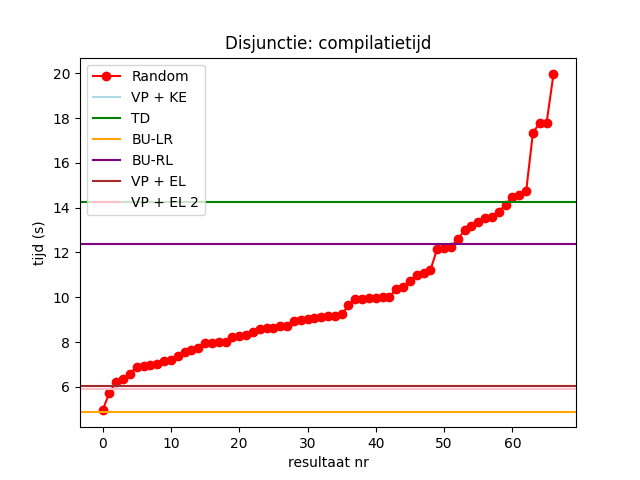 Disjunctie: compilatietijd
Random
VP + KE
TD
BU-LR
BU-RL
VP + EL
VP + EL 2
tijd (s)
20
18
16
14
12
10
8
6
0 10 20 30 40 50 60
resultaat nr